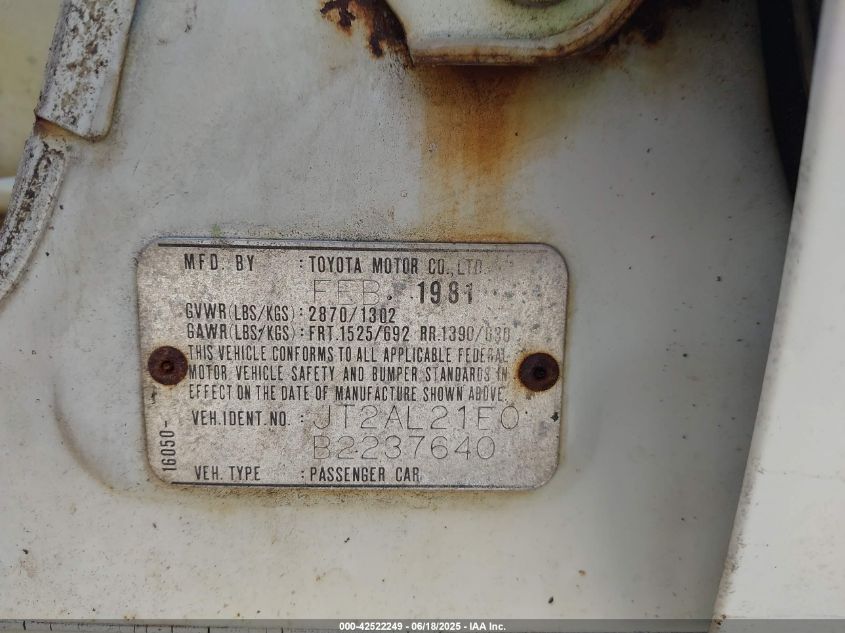 MFD. BY : TOYOTA MOTOR CO., LTD.
FEB. 1981
GVWR(LBS/KGS): 2870/1302
GAWR(LBS/KGS): FRT.1525/692 RR.1390/630
THIS VEHICLE CONFORMS TO ALL APPLICABLE FEDERAL
MOTOR VEHICLE SAFETY AND BUMPER STANDARDS IN
EFFECT ON THE DATE OF MANUFACTURE SHOWN ABOVE.
VEH.IDENT.NO. : JT2AL21E0
B2237640
VEH. TYPE : PASSENGER CAR
16050-
000-42522249 - 06/18/2025 - IAA Inc.